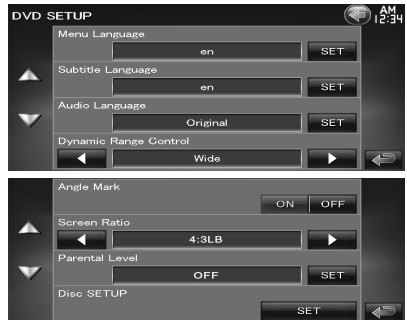 DVD SETUP AM 12:34
Menu Language
en SET
Subtitle Language
en SET
Audio Language
Original SET
Dynamic Range Control
Wide
Angle Mark
ON OFF
Screen Ratio
4:3LB
Parental Level
OFF SET
Disc SETUP
SET